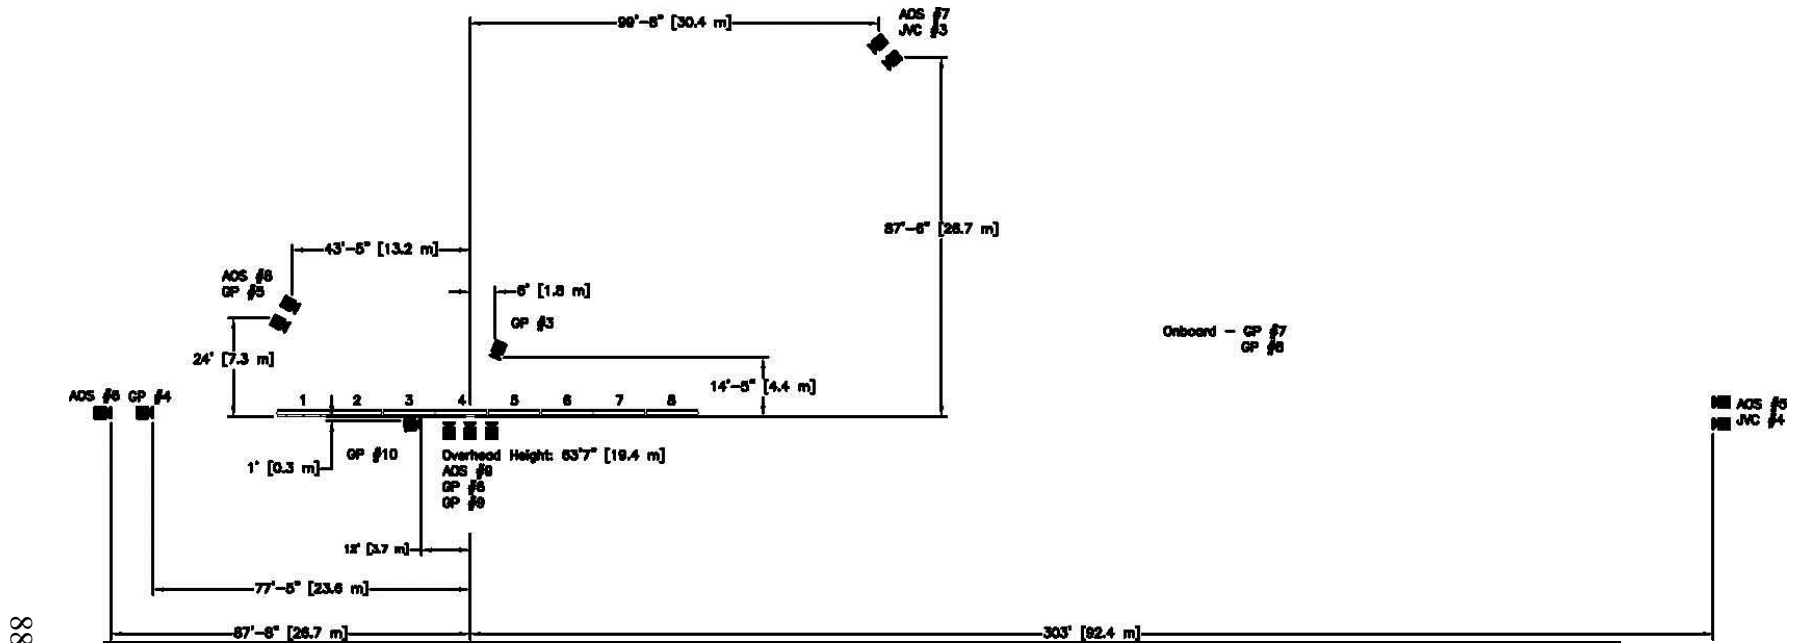 99'-8" [30.4 m]
AOS #7
JVC #3
87'-6" [26.7 m]
43'-5" [13.2 m]
AOS #8
GP #5
6' [1.8 m]
GP #3
Onboard - GP #7
24' [7.3 m]
14'-5" [4.4 m]
AOS #6 GP #4
1 2 3 4 5 6 7 8
AOS #5
JVC #4
GP #10
1' [0.3 m]
Overhead Height: 63'7" [19.4 m]
AOS #9
GP #9
12' [3.7 m]
77'-5" [23.6 m]
87'-8" [26.7 m]
303' [92.4 m]
88